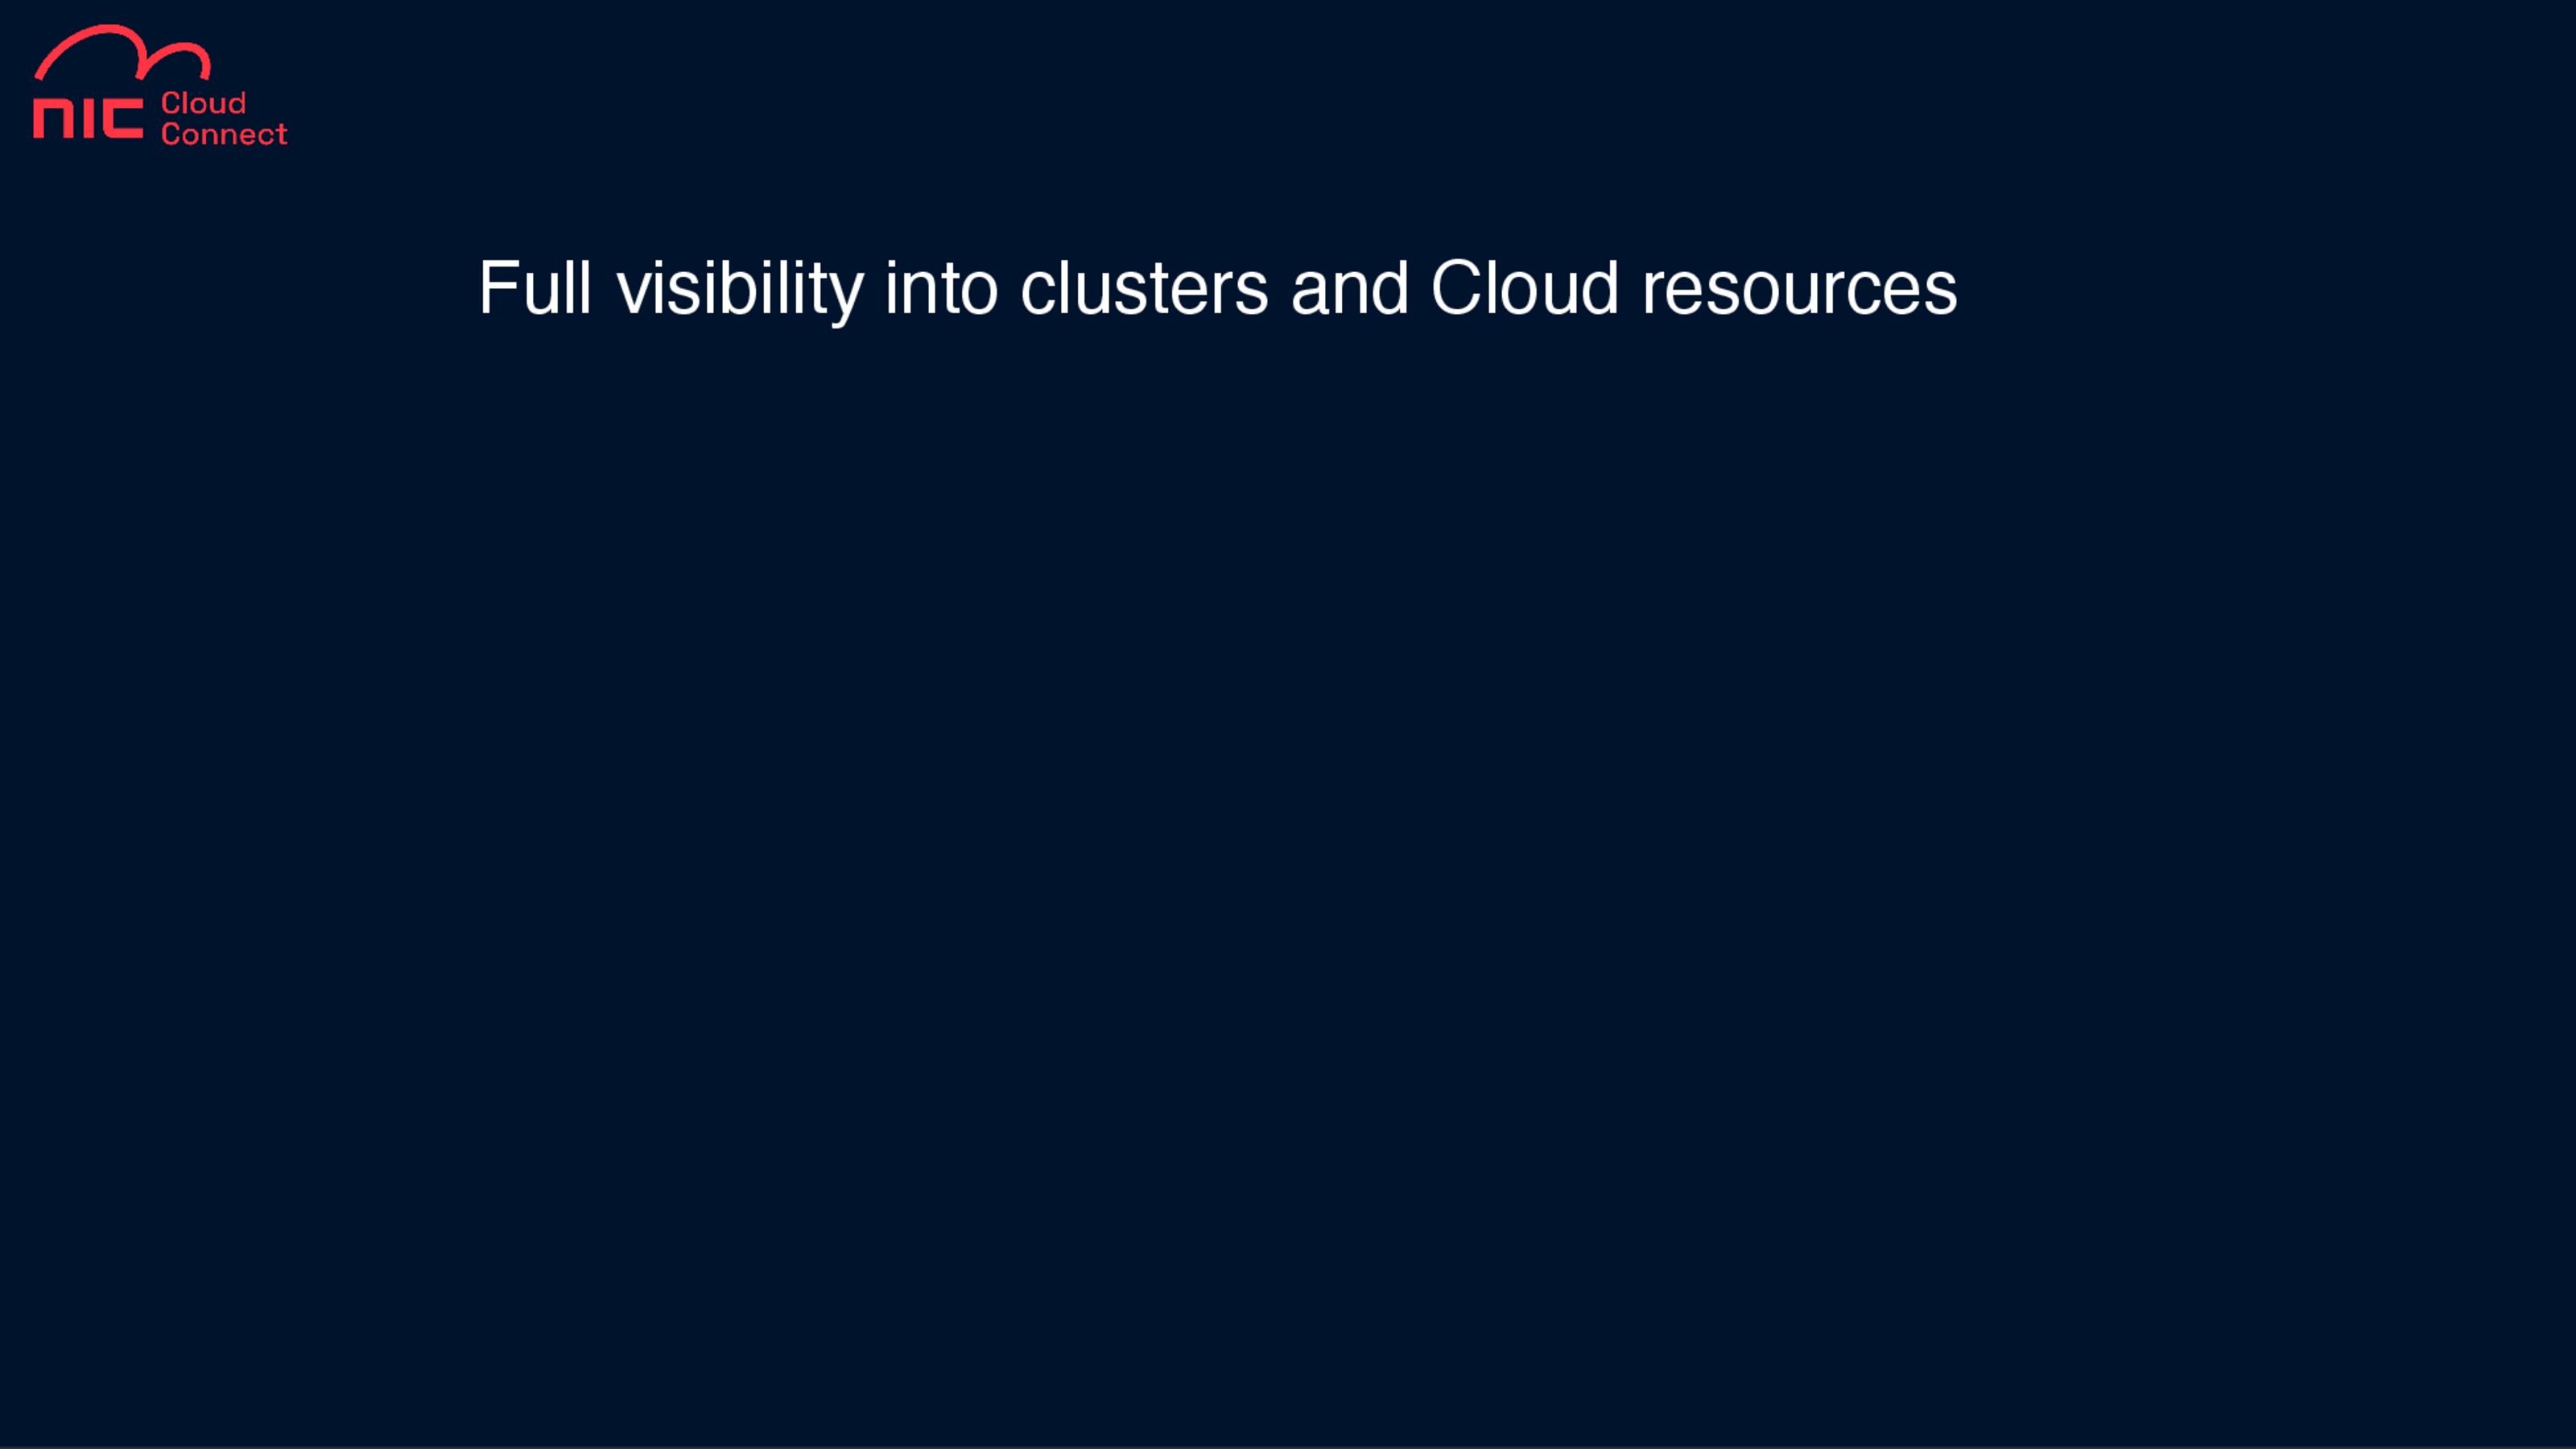 NIC Cloud
Connect
Full visibility into clusters and Cloud resources